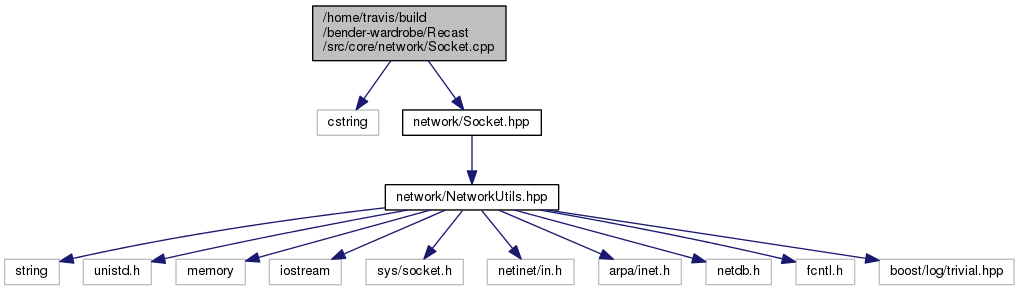 /home/travis/build
/bender-wardrobe/Recast
/src/core/network/Socket.cpp
cstring
network/Socket.hpp
network/NetworkUtils.hpp
string
unistd.h
memory
iostream
sys/socket.h
netinet/in.h
arpa/inet.h
netdb.h
fcntl.h
boost/log/trivial.hpp